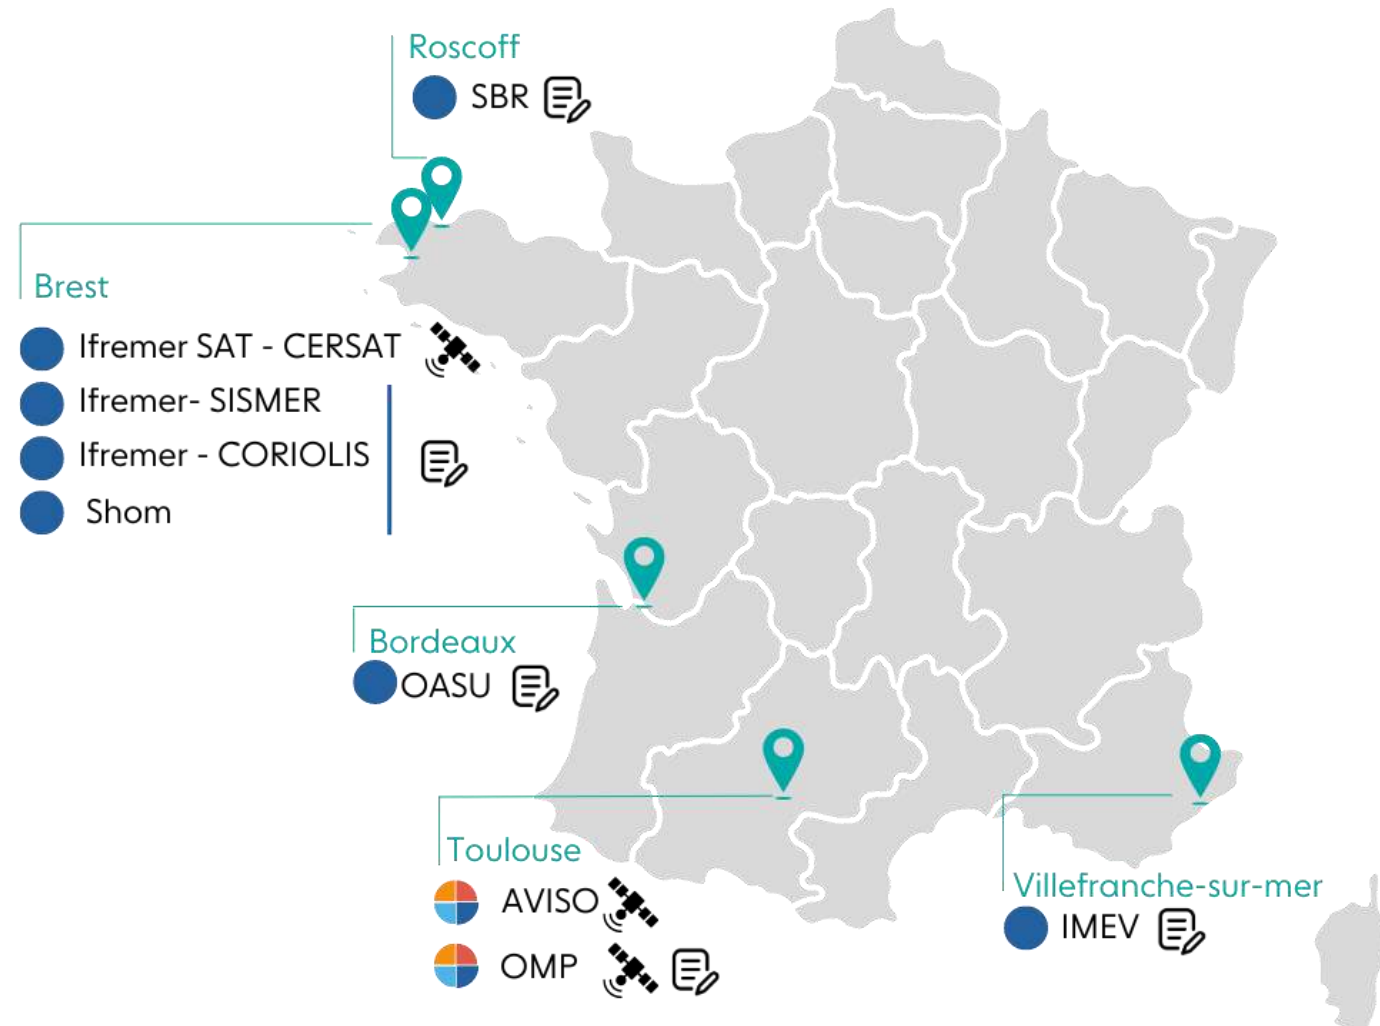 Roscoff
SBR
Brest
Ifremer SAT - CERSAT
Ifremer- SISMER
Ifremer - CORIOLIS
Shom
Bordeaux
OASU
Toulouse
AVISO
OMP
Villefranche-sur-mer
IMEV